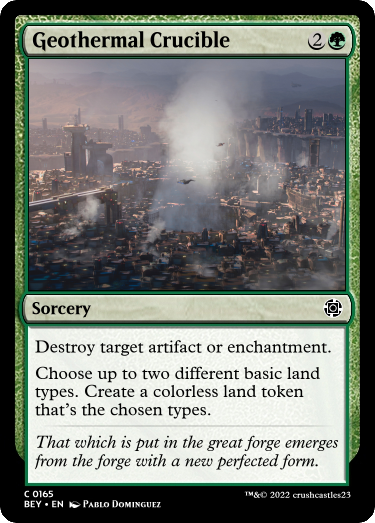 Geothermal Crucible 2
Sorcery
Destroy target artifact or enchantment.
Choose up to two different basic land
types. Create a colorless land token
that's the chosen types.
That which is put in the great forge emerges
from the forge with a new perfected form.
C 0165
BEY • EN Pablo Dominguez
™&© 2022 crushcastles23